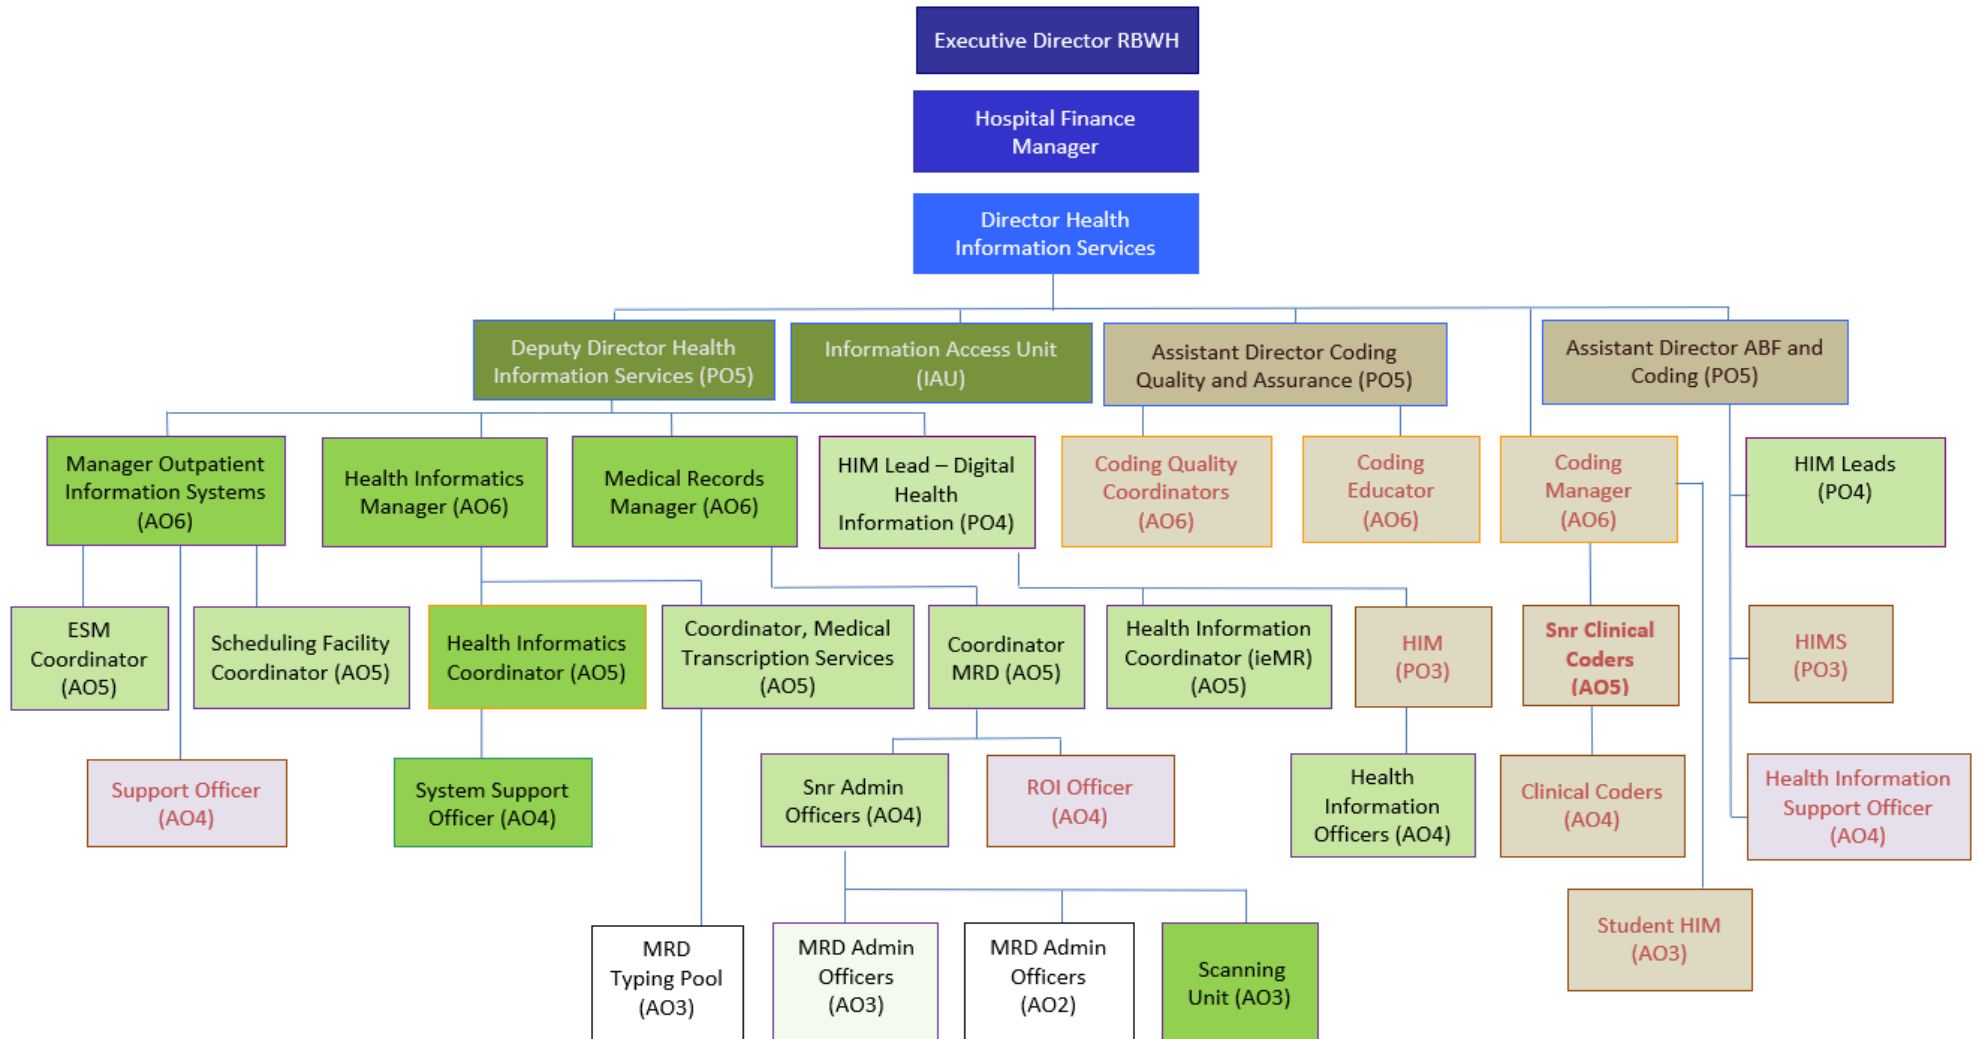 Executive Director RBWH
Hospital Finance
Manager
Director Health
Information Services
Deputy Director Health
Information Services (PO5)
Information Access Unit
(IAU)
Assistant Director Coding
Quality and Assurance (PO5)
Assistant Director ABF and
Coding (PO5)
Manager Outpatient
Information Systems
(AO6)
Health Informatics
Manager (AO6)
Medical Records
Manager (AO6)
HIM Lead – Digital
Health
Information (PO4)
Coding Quality
Coordinators
(AO6)
Coding
Educator
(AO6)
Coding
Manager
(AO6)
HIM Leads
(PO4)
ESM
Coordinator
(AO5)
Scheduling Facility
Coordinator (AO5)
Health Informatics
Coordinator (AO5)
Coordinator, Medical
Transcription Services
(AO5)
Coordinator
MRD (AO5)
Health Information
Coordinator (ieMR)
(AO5)
HIM
(PO3)
Snr Clinical
Coders
(AO5)
HIMS
(PO3)
Support Officer
(AO4)
System Support
Officer (AO4)
Snr Admin
Officers (AO4)
ROI Officer
(AO4)
Health
Information
Officers (AO4)
Clinical Coders
(AO4)
Health Information
Support Officer
(AO4)
MRD
Typing Pool
(AO3)
MRD Admin
Officers
(AO3)
MRD Admin
Officers
(AO2)
Scanning
Unit (AO3)
Student HIM
(AO3)